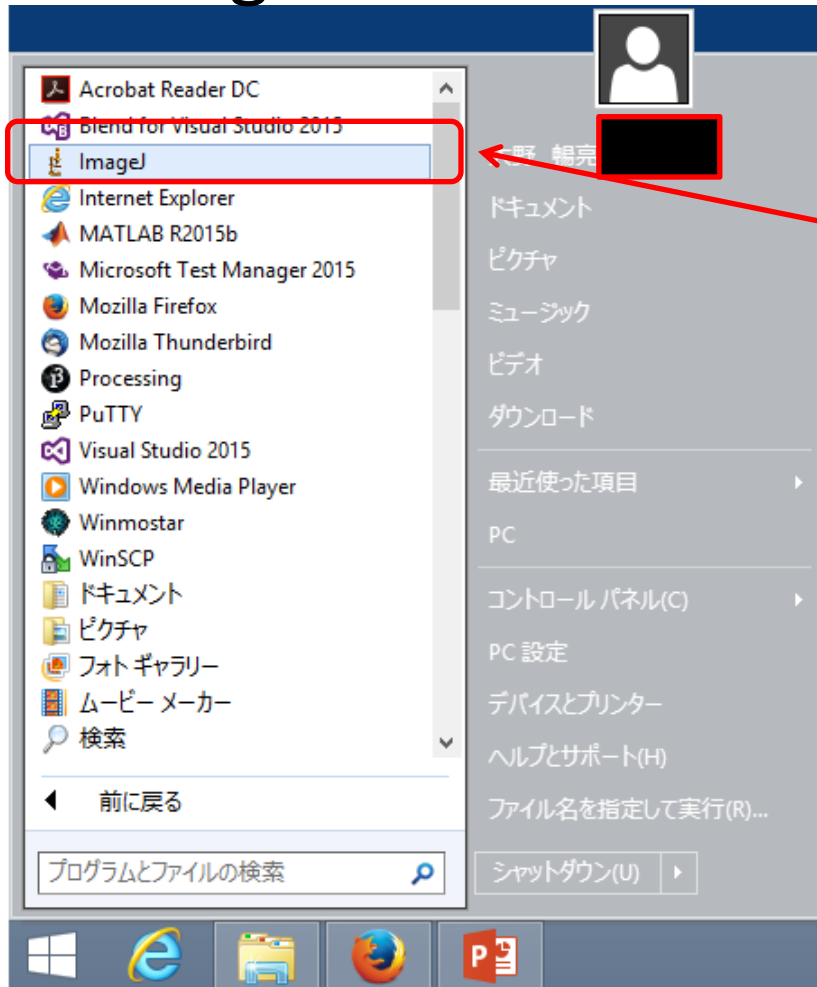 Acrobat Reader DC
Blend for Visual Studio 2015
ImageJ
Internet Explorer
MATLAB R2015b
Microsoft Test Manager 2015
Mozilla Firefox
Mozilla Thunderbird
Processing
PuTTY
Visual Studio 2015
Windows Media Player
Winmostar
WinSCP
ドキュメント
ピクチャ
フォト ギャラリー
ムービー メーカー
検索
前に戻る
プログラムとファイルの検索
ドキュメント
ピクチャ
ミュージック
ビデオ
ダウンロード
最近使った項目
PC
コントロール パネル(C)
PC 設定
デバイスとプリンター
ヘルプとサポート(H)
ファイル名を指定して実行(R)...
シャットダウン(U)